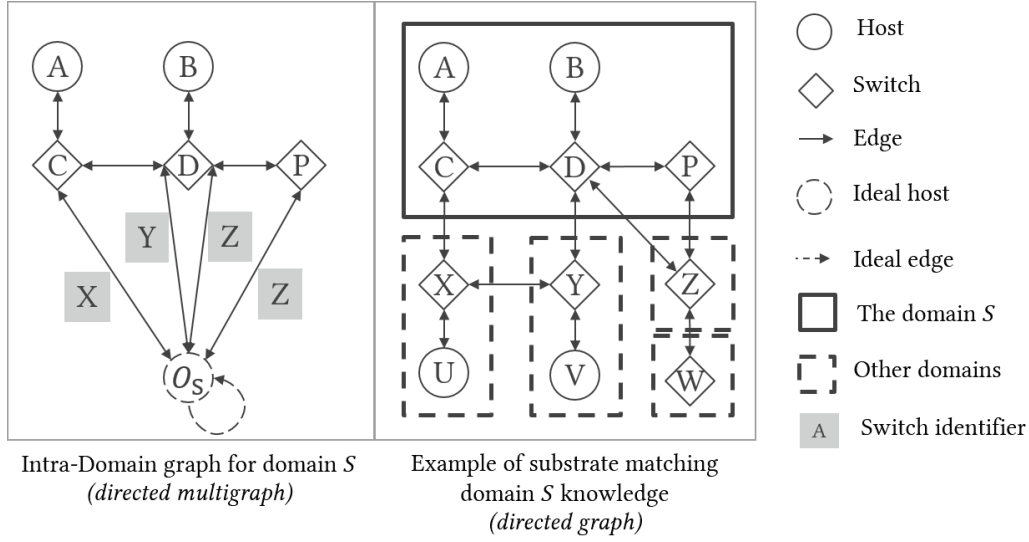 A
B
C
D
P
Y
Z
X
Z
O_S
Intra-Domain graph for domain S
(directed multigraph)
A
B
C
D
P
X
Y
Z
U
V
W
Example of substrate matching
domain S knowledge
(directed graph)
Host
Switch
Edge
Ideal host
Ideal edge
The domain S
Other domains
A
Switch identifier